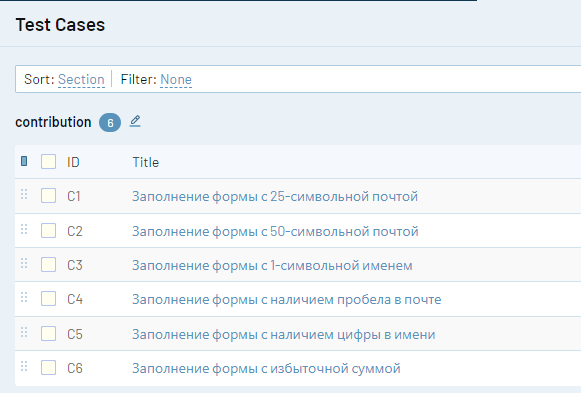 Test Cases
Sort: Section Filter: None
contribution 6
ID Title
C1 Заполнение формы с 25-символьной почтой
C2 Заполнение формы с 50-символьной почтой
C3 Заполнение формы с 1-символьной именем
C4 Заполнение формы с наличием пробела в почте
C5 Заполнение формы с наличием цифры в имени
C6 Заполнение формы с избыточной суммой